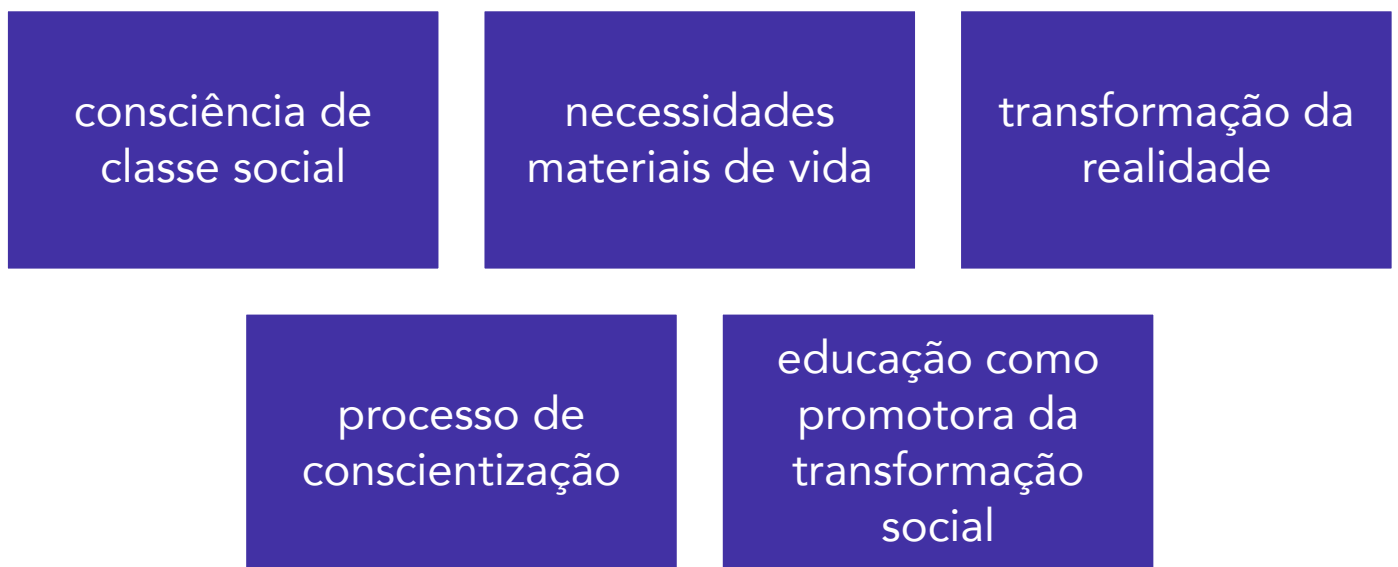 consciência de
classe social
necessidades
materiais de vida
transformação da
realidade
processo de
conscientização
educação como
promotora da
transformação
social